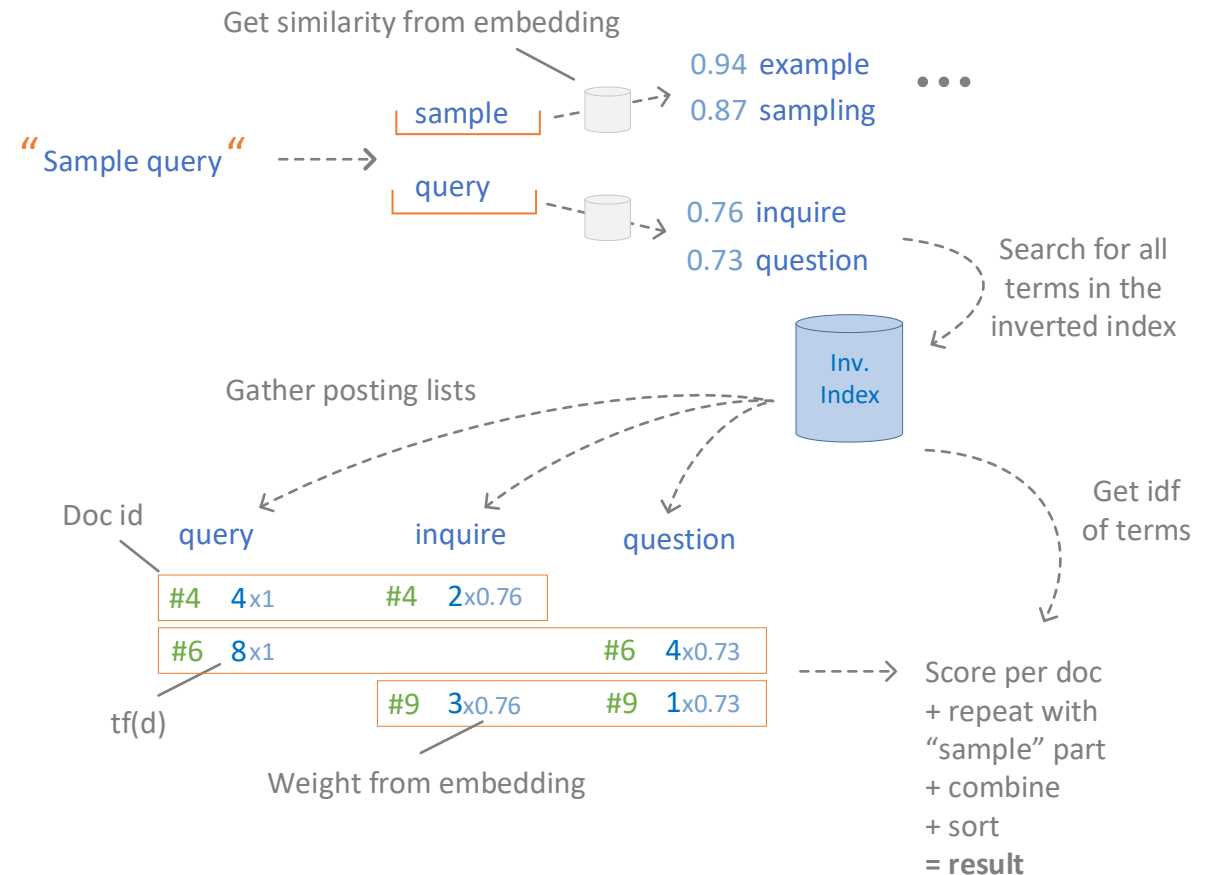 Get similarity from embedding
0.94 example
0.87 sampling
...
sample
“Sample query“
query
0.76 inquire
0.73 question
Search for all
terms in the
inverted index
Inv.
Index
Gather posting lists
Get idf
of terms
Doc id
query inquire question
#4 4x1 #4 2x0.76
#6 8x1 #6 4x0.73
#9 3x0.76 #9 1x0.73
tf(d)
Weight from embedding
Score per doc
+ repeat with
“sample” part
+ combine
+ sort
= result